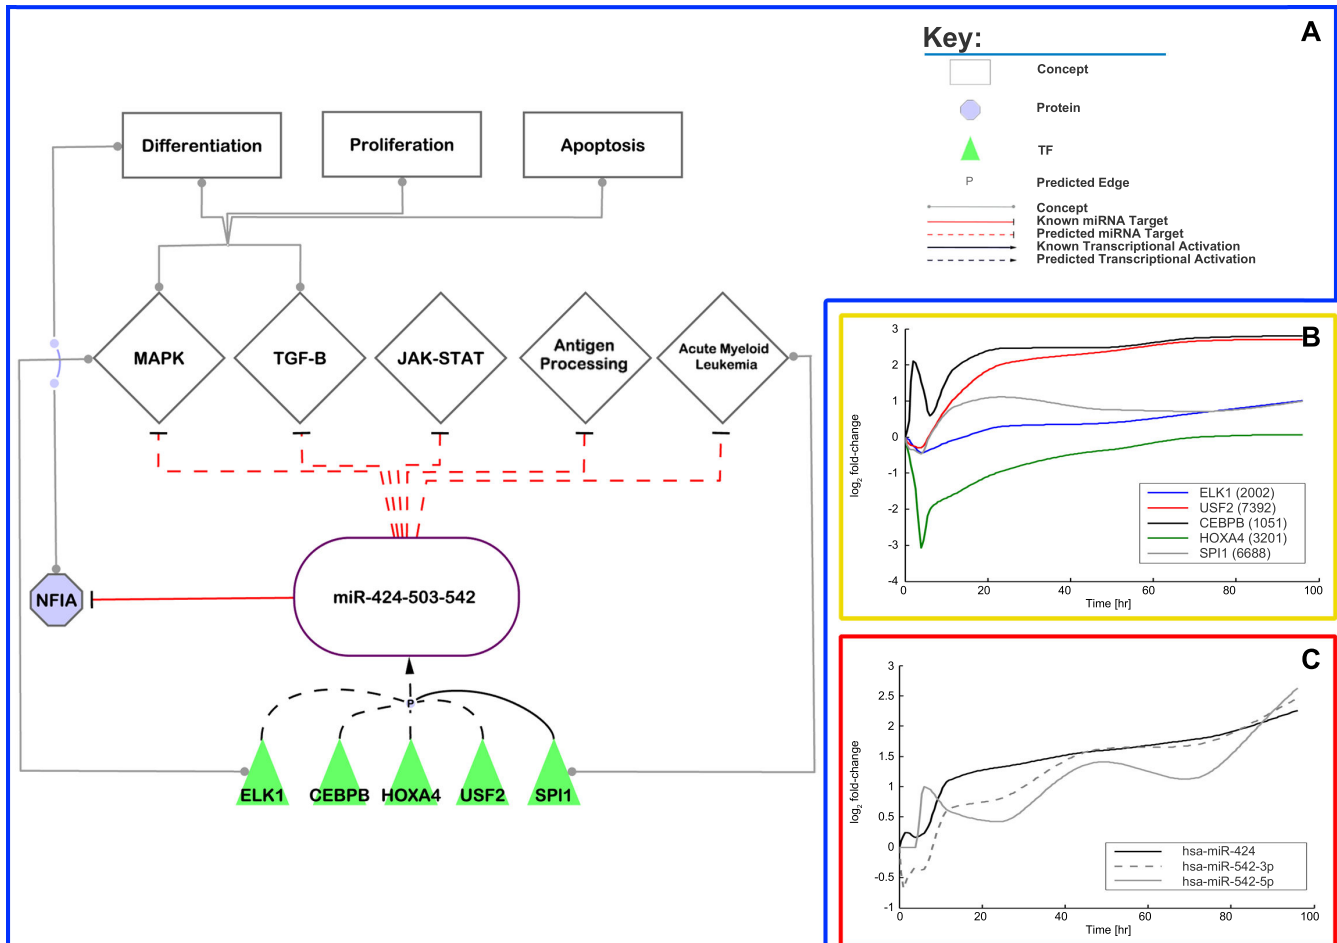 A
Key:
Concept
Protein
TF
P
Predicted Edge
Concept
Known miRNA Target
Predicted miRNA Target
Known Transcriptional Activation
Predicted Transcriptional Activation
Differentiation
Proliferation
Apoptosis
MAPK
TGF-B
JAK-STAT
Antigen
Processing
Acute Myeloid
Leukemia
NFIA
miR-424-503-542
P
ELK1
CEBPB
HOXA4
USF2
SPI1
B
3
2
1
0
-1
-2
-3
-4
log2 fold-change
0
20
40
60
80
100
Time [hr]
ELK1 (2002)
USF2 (7392)
CEBPB (1051)
HOXA4 (3201)
SPI1 (6688)
C
3
2.5
2
1.5
1
0.5
0
-0.5
-1
log2 fold-change
0
20
40
60
80
100
Time [hr]
hsa-miR-424
hsa-miR-542-3p
hsa-miR-542-5p